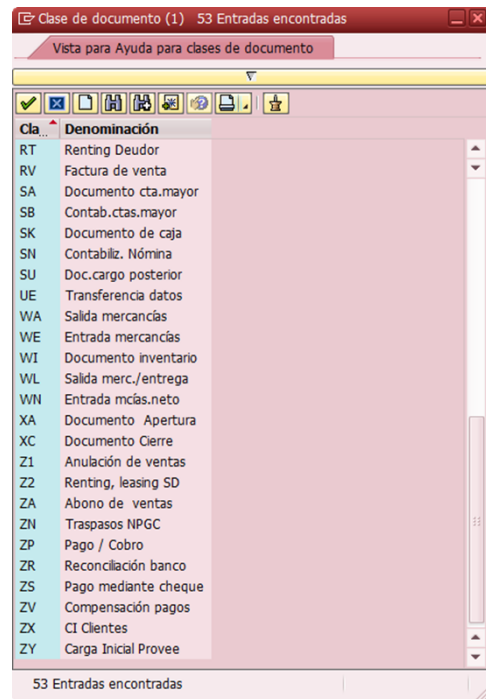 Clase de documento (1) 53 Entradas encontradas
Vista para Ayuda para clases de documento
Cla... Denominación
RT Renting Deudor
RV Factura de venta
SA Documento cta.mayor
SB Contab.ctas.mayor
SK Documento de caja
SN Contabiliz. Nómina
SU Doc.cargo posterior
UE Transferencia datos
WA Salida mercancías
WE Entrada mercancías
WI Documento inventario
WL Salida merc./entrega
WN Entrada mcías.neto
XA Documento Apertura
XC Documento Cierre
Z1 Anulación de ventas
Z2 Renting, leasing SD
ZA Abono de ventas
ZN Traspasos NPGC
ZP Pago / Cobro
ZR Reconciliación banco
ZS Pago mediante cheque
ZV Compensación pagos
ZX CI Clientes
ZY Carga Inicial Provee
53 Entradas encontradas